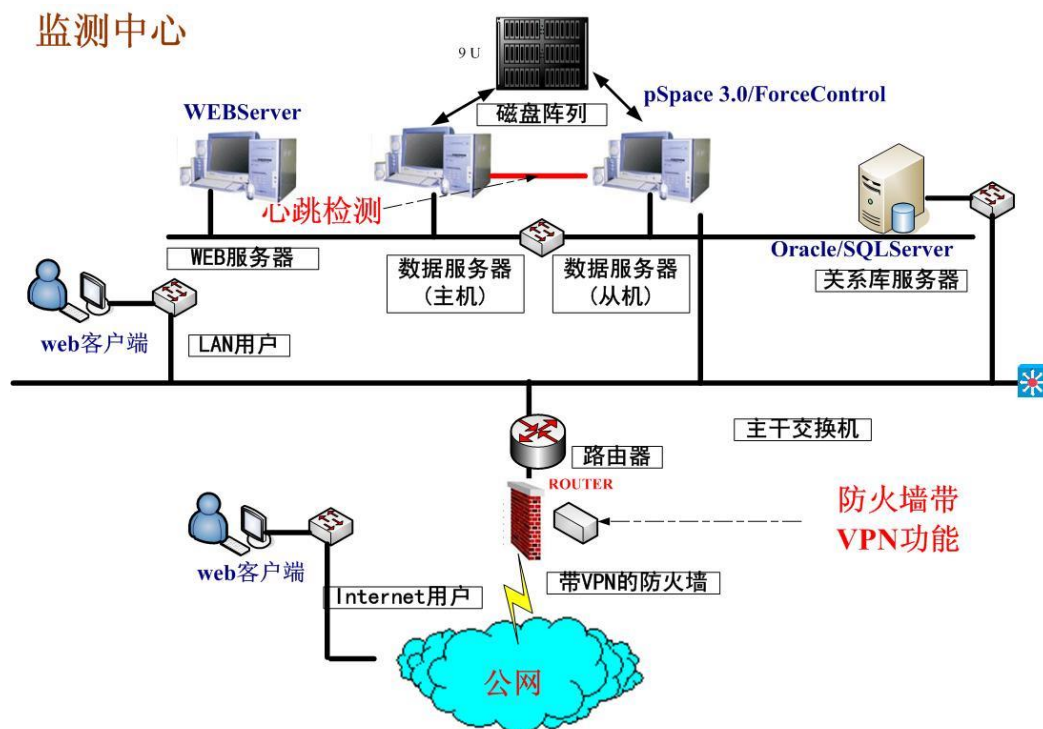 监测中心
9 U
磁盘阵列
WEBServer
pSpace 3.0/ForceControl
心跳检测
WEB服务器
数据服务器
(主机)
数据服务器
(从机)
Oracle/SQLServer
关系库服务器
web客户端
LAN用户
主干交换机
路由器
ROUTER
防火墙带
VPN功能
带VPN的防火墙
web客户端
Internet用户
公网